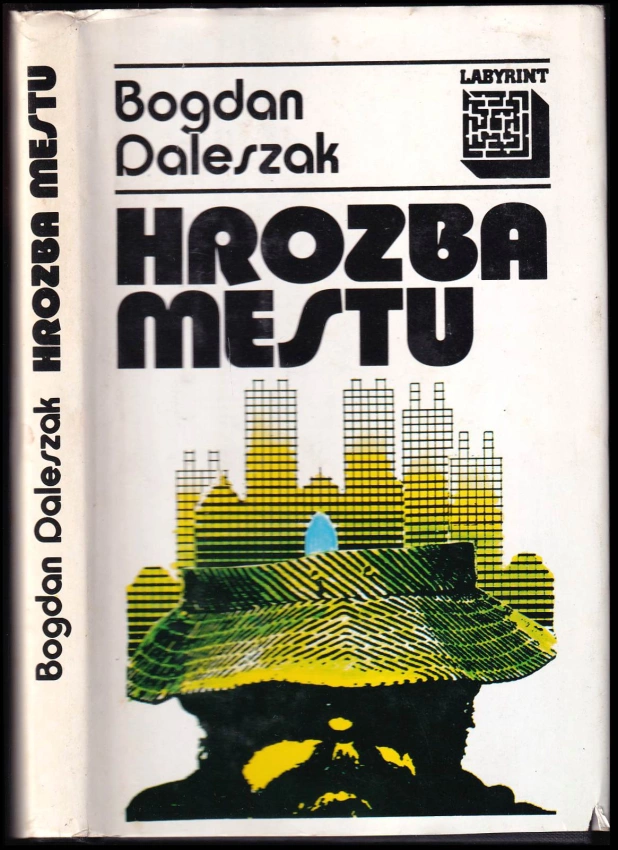 Bogdan Daleszak HROZBA MESTU
LABYRINT
Bogdan
Daleszak
HROZBA
MESTU